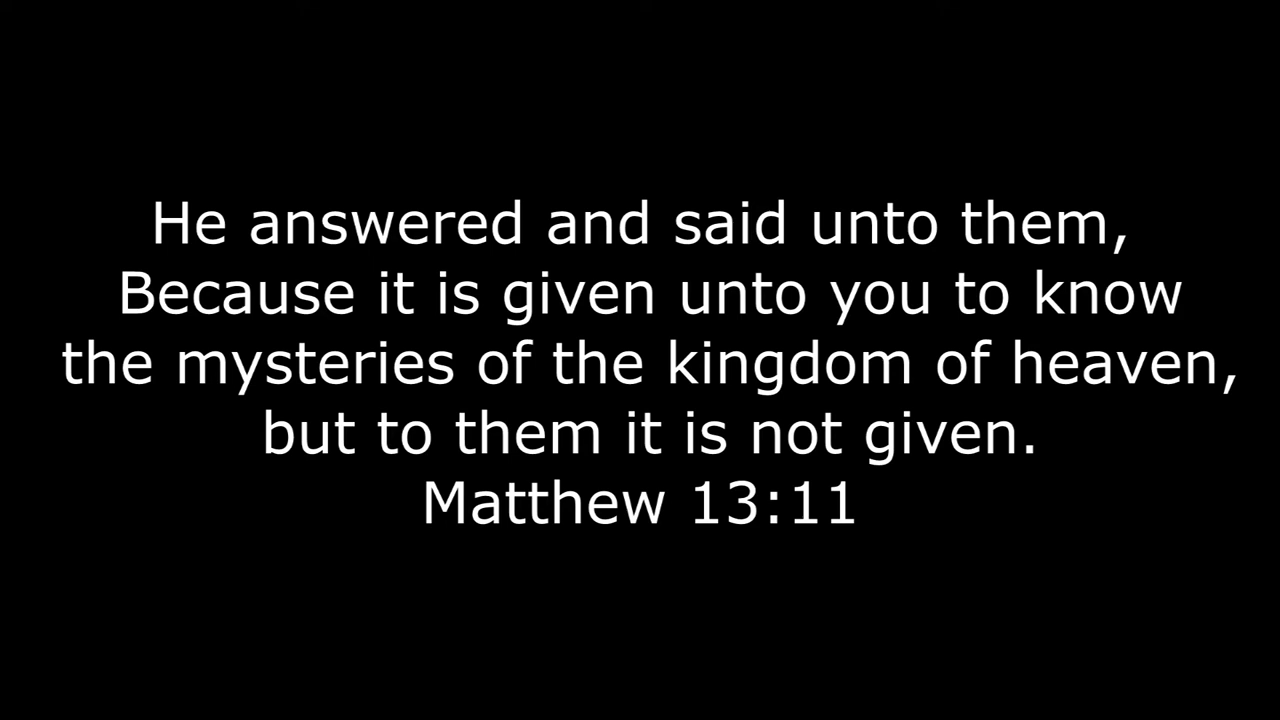 He answered and said unto them,
Because it is given unto you to know
the mysteries of the kingdom of heaven,
but to them it is not given.
Matthew 13:11